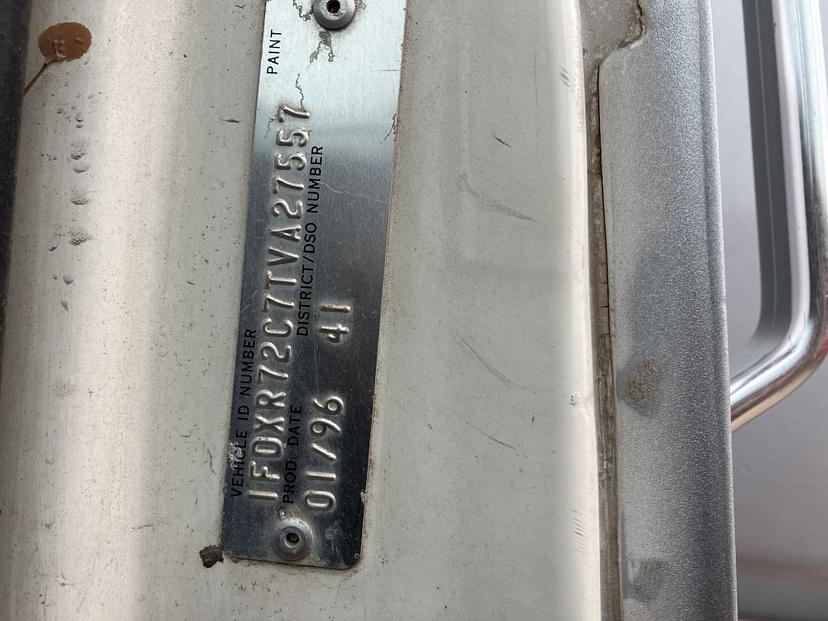 VEHICLE ID NUMBER
1FDXR72C7TVA27557
PAINT
PROD. DATE
DISTRICT/DSO NUMBER
01/96 41